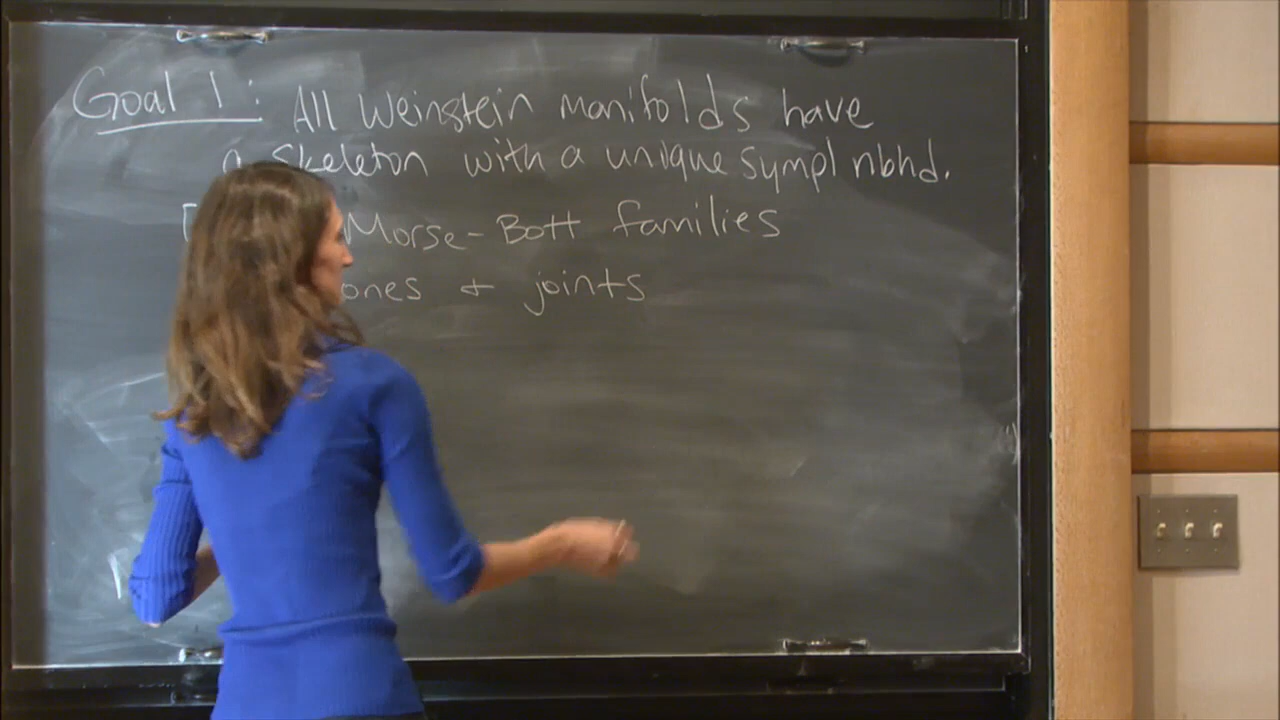 Goal 1: All Weinstein manifolds have
a skeleton with a unique sympl nbhd.
Morse-Bott families
ones + joints